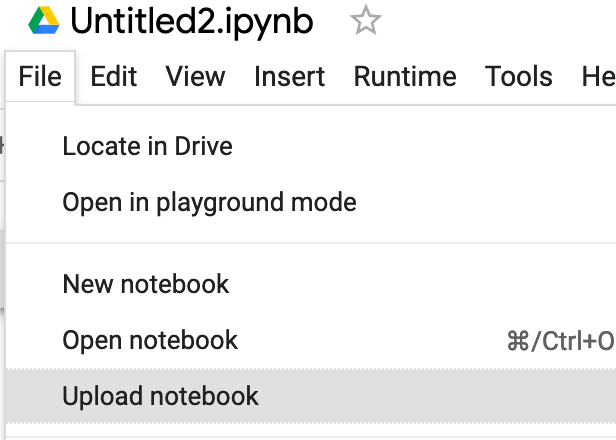 Untitled2.ipynb
File Edit View Insert Runtime Tools He
Locate in Drive
Open in playground mode
New notebook
Open notebook ⌘/Ctrl+O
Upload notebook